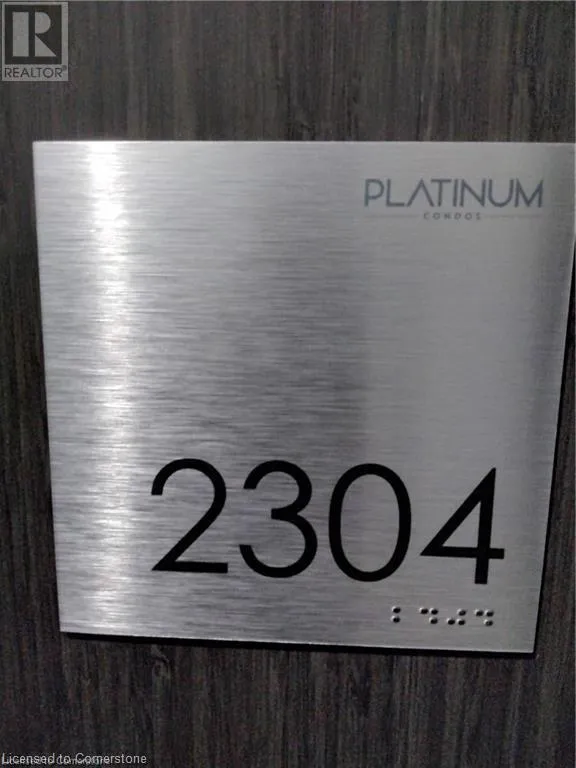 R
REALTOR®
PLATINUM
CONDOS
2304
Licensed to Cornerstone